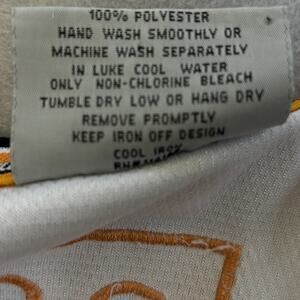 100% POLYESTER
HAND WASH SMOOTHLY OR
MACHINE WASH SEPARATELY
IN LUKE COOL WATER
ONLY NON-CHLORINE BLEACH
TUMBLE DRY LOW OR HANG DRY
REMOVE PROMPTLY
KEEP IRON OFF DESIGN
COOL IRON